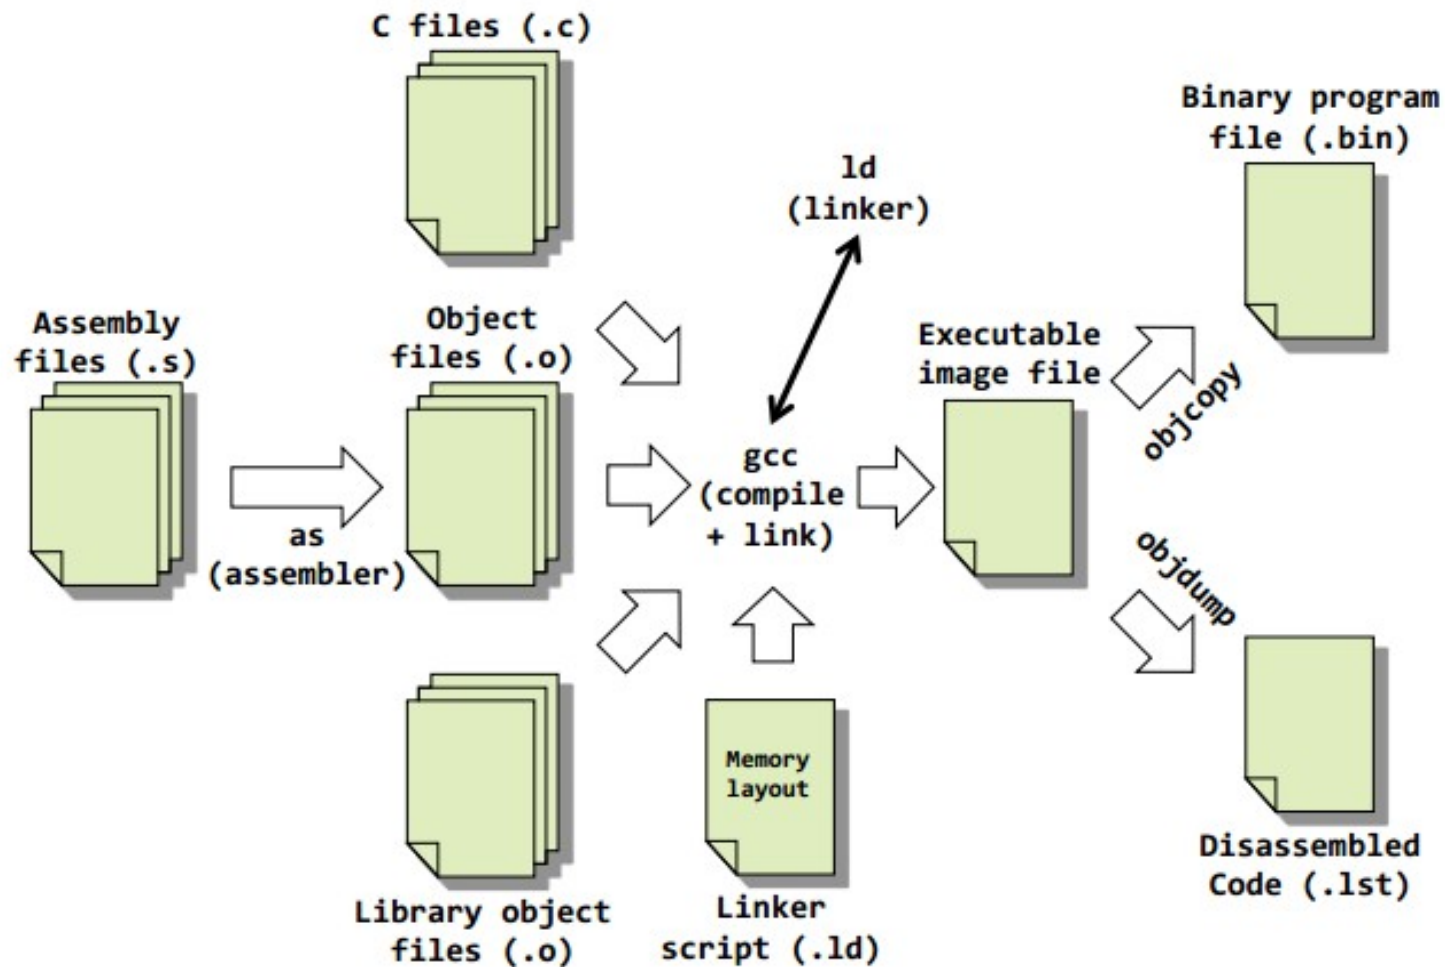 C files (.c)
Binary program
file (.bin)
ld
(linker)
Assembly
files (.s)
Object
files (.o)
Executable
image file
objcopy
gcc
(compile
+ link)
as
(assembler)
objdump
Memory
layout
Disassembled
Code (.lst)
Library object
files (.o)
Linker
script (.ld)